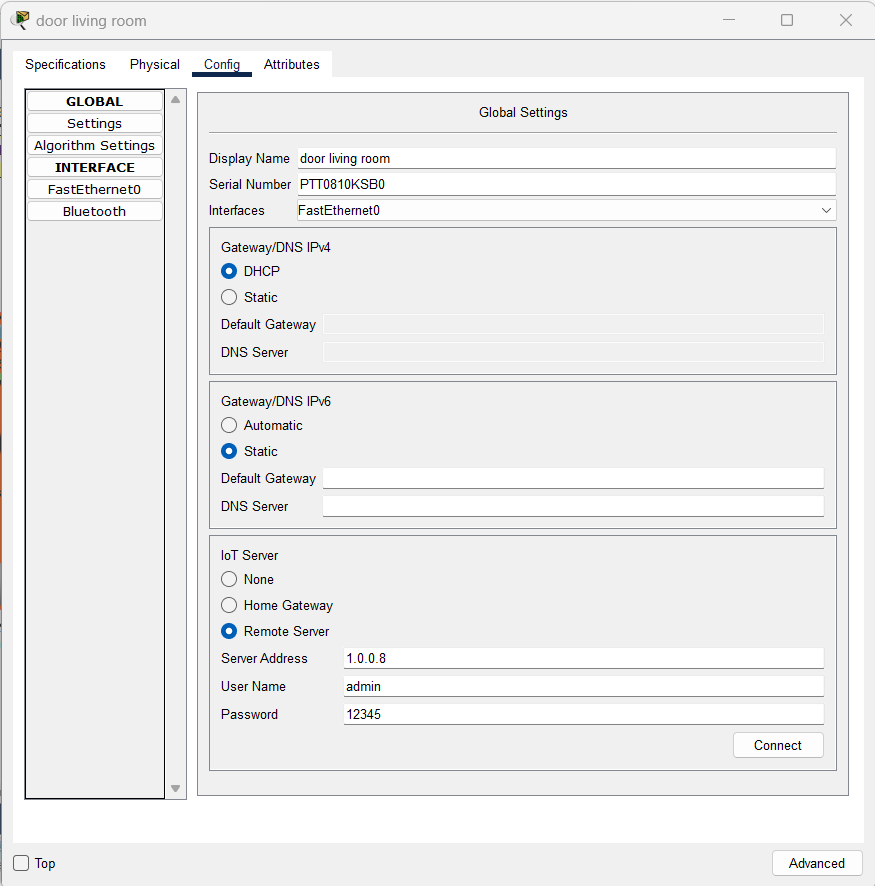 door living room
Specifications Physical Config Attributes
GLOBAL
Settings
Algorithm Settings
INTERFACE
FastEthernet0
Bluetooth
Global Settings
Display Name door living room
Serial Number PTT0810KSB0
Interfaces FastEthernet0
Gateway/DNS IPv4
DHCP
Static
Default Gateway
DNS Server
Gateway/DNS IPv6
Automatic
Static
Default Gateway
DNS Server
IoT Server
None
Home Gateway
Remote Server
Server Address 1.0.0.8
User Name admin
Password 12345
Connect
Top Advanced